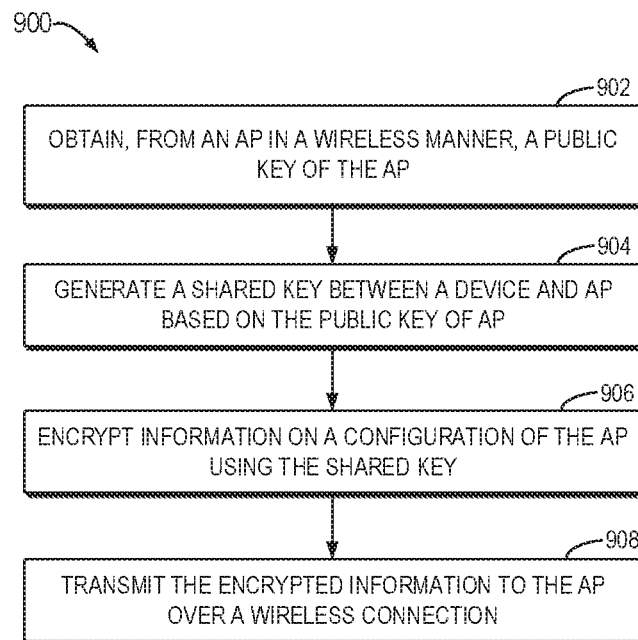 900
902
OBTAIN, FROM AN AP IN A WIRELESS MANNER, A PUBLIC
KEY OF THE AP
904
GENERATE A SHARED KEY BETWEEN A DEVICE AND AP
BASED ON THE PUBLIC KEY OF AP
906
ENCRYPT INFORMATION ON A CONFIGURATION OF THE AP
USING THE SHARED KEY
908
TRANSMIT THE ENCRYPTED INFORMATION TO THE AP
OVER A WIRELESS CONNECTION